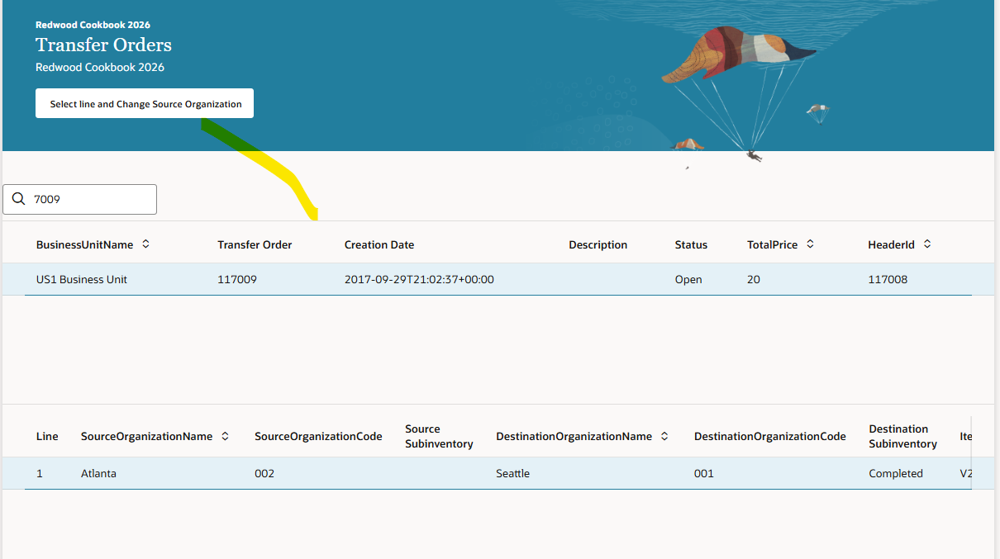 Redwood Cookbook 2026
Transfer Orders
Redwood Cookbook 2026
Select line and Change Source Organization
7009
BusinessUnitName Transfer Order Creation Date Description Status TotalPrice HeaderId
US1 Business Unit 117009 2017-09-29T21:02:37+00:00 Open 20 117008
Line SourceOrganizationName SourceOrganizationCode Source Subinventory DestinationOrganizationName DestinationOrganizationCode Destination Subinventory Ite
1 Atlanta 002 Seattle 001 Completed V2